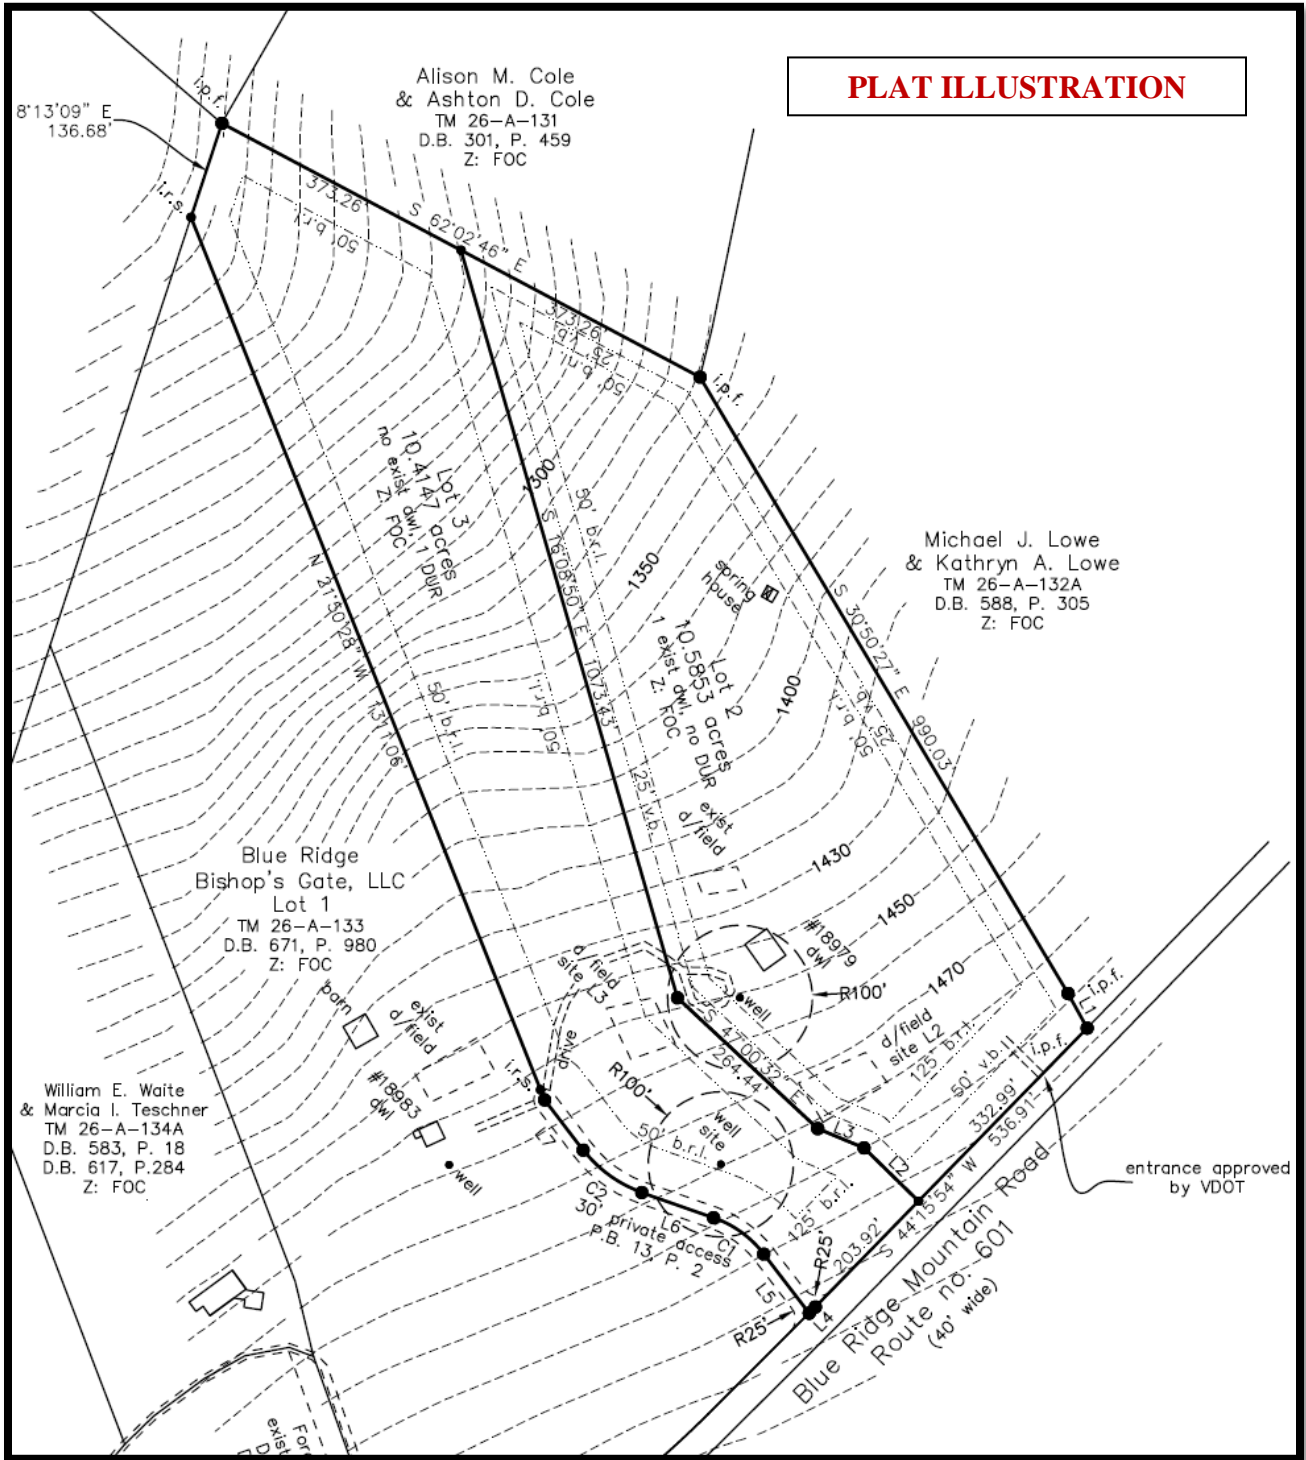 PLAT ILLUSTRATION
Alison M. Cole
& Ashton D. Cole
TM 26-A-131
D.B. 301, P. 459
Z: FOC
8°13'09" E
136.68'
i.p.f.
i.r.s.
373.26'
50' b.r.l.
S 62°02'46" E
373.26'
25' v.b.
50' b.r.l.
i.p.f.
Lot 3
10.4147 acres
no exist dwl, 1 DUR
Z: FOC
1300
50' b.r.l.
S 16°08'50" E 1073.43'
1350
spring
house
Michael J. Lowe
& Kathryn A. Lowe
TM 26-A-132A
D.B. 588, P. 305
Z: FOC
S 30°50'27" E 990.03'
N 21°50'28" W 1311.06'
Lot 2
10.5853 acres
1 exist dwl, no DUR
Z: FOC
1400
50' b.r.l.
50' b.r.l.
25' v.b.
50' b.r.l.
25' v.b.
exist
d/field
1430
1450
1470
Blue Ridge
Bishop's Gate, LLC
Lot 1
TM 26-A-133
D.B. 671, P. 980
Z: FOC
#18979
dwl
well
R100'
d/field
site L3
drive
barn
exist
d/field
#18983
dwl
well
i.r.s.
S 47°00'32" E
264.44'
d/field
site L2
125' b.r.l.
50' v.b.
i.p.f.
L1
i.p.f.
R100'
well
site
50' b.r.l.
L3
L2
332.99'
536.91'
S 44°15'54" W
203.92'
125' b.r.l.
William E. Waite
& Marcia I. Teschner
TM 26-A-134A
D.B. 583, P. 18
D.B. 617, P.284
Z: FOC
L7
C2
L6
C1
30' private access
P.B. 13, P. 2
L5
R25'
R25'
L4
entrance approved
by VDOT
Blue Ridge Mountain Road
Route no. 601
(40' wide)
exist